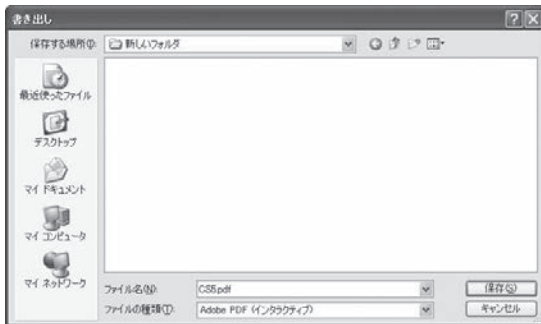 書き出し
保存する場所(I):
新しいフォルダ
最近使ったファイル
デスクトップ
マイ ドキュメント
マイ コンピュータ
マイ ネットワーク
ファイル名(N):
CS5.pdf
保存(S)
ファイルの種類(T):
Adobe PDF (インタラクティブ)
キャンセル